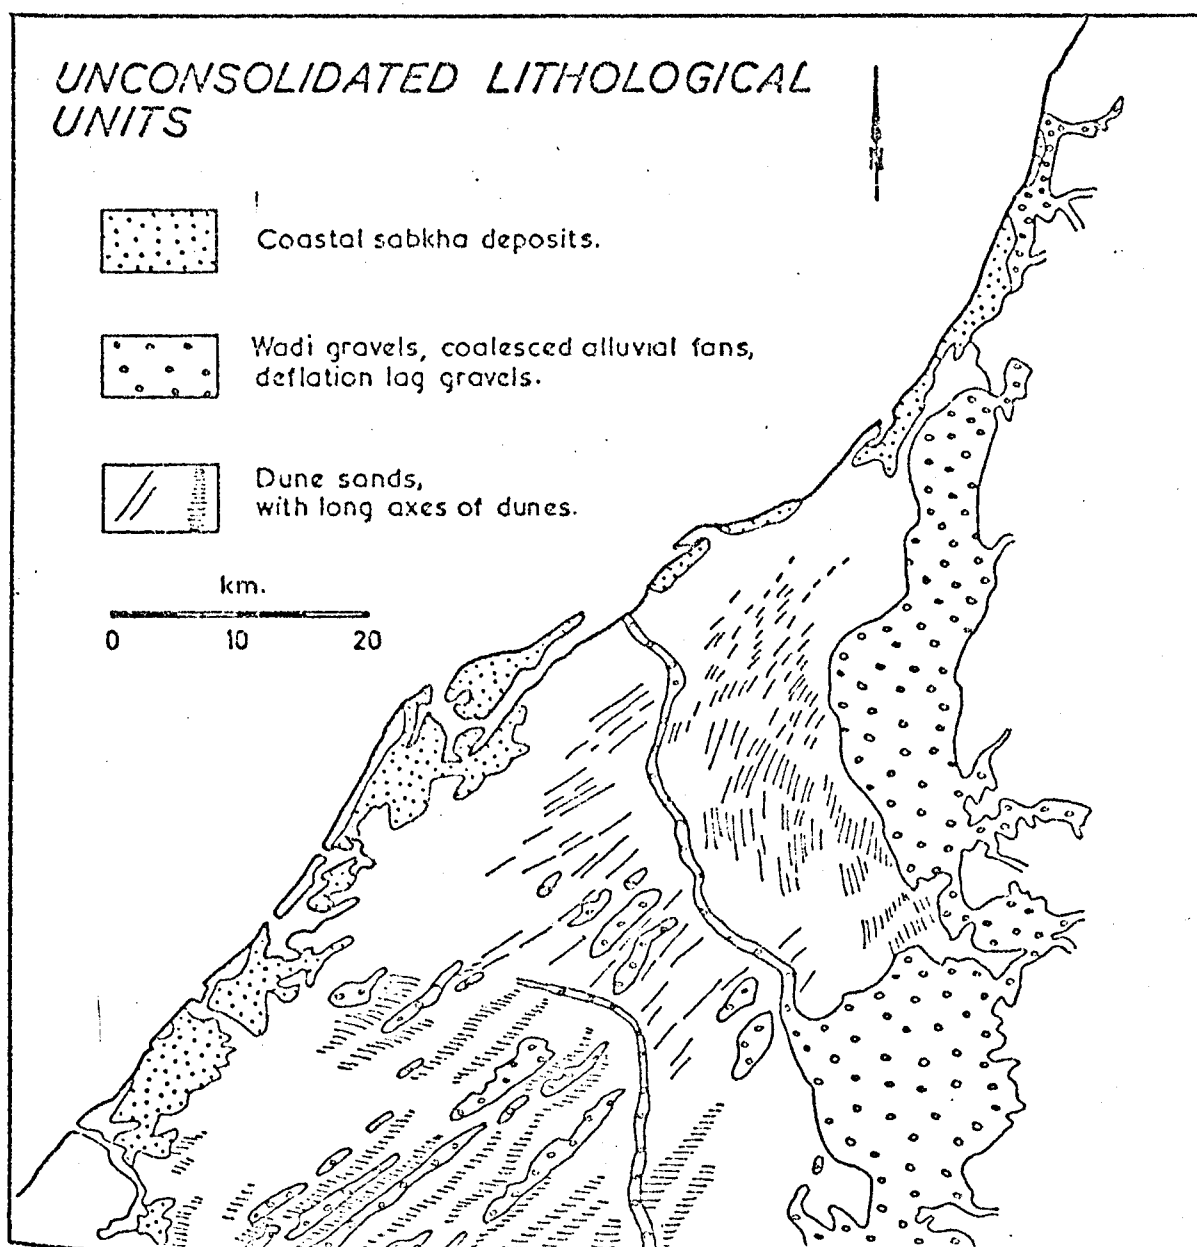 UNCONSOLIDATED LITHOLOGICAL
UNITS
Coastal sabkha deposits.
Wadi gravels, coalesced alluvial fans,
deflation lag gravels.
Dune sands,
with long axes of dunes.
km.
0 10 20